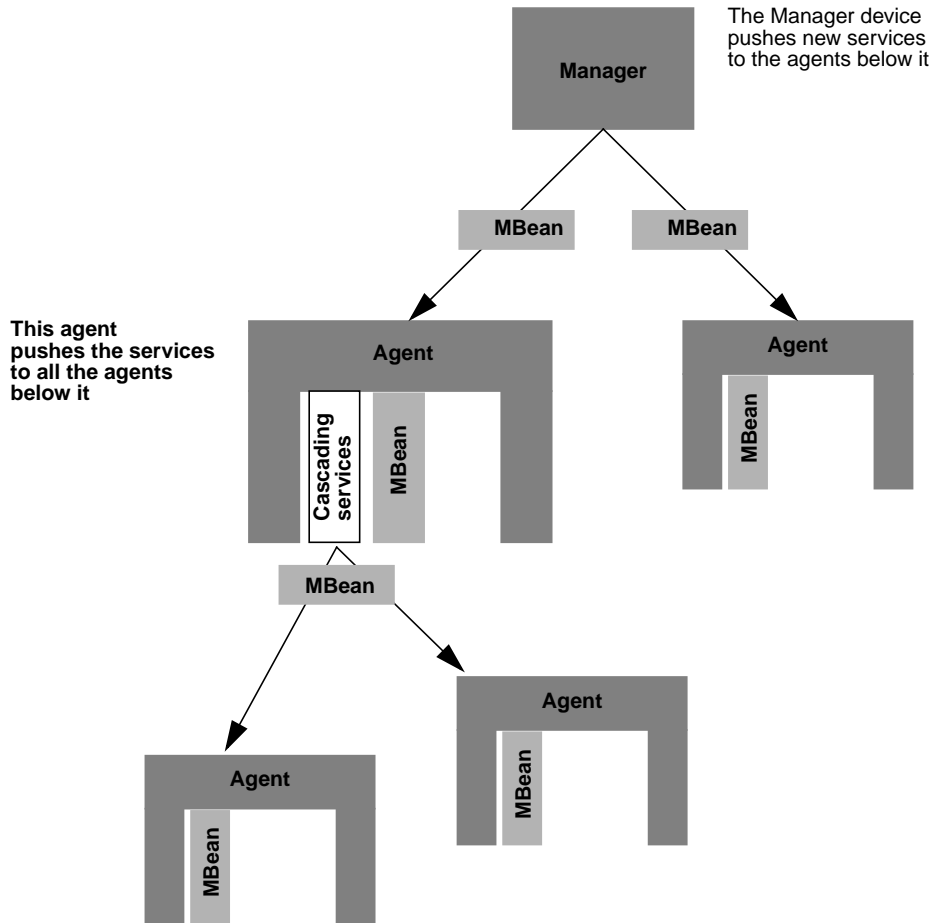 The Manager device
pushes new services
to the agents below it
Manager
MBean
MBean
This agent
pushes the services
to all the agents
below it
Agent
Agent
Cascading
services
MBean
MBean
MBean
Agent
MBean
Agent
MBean